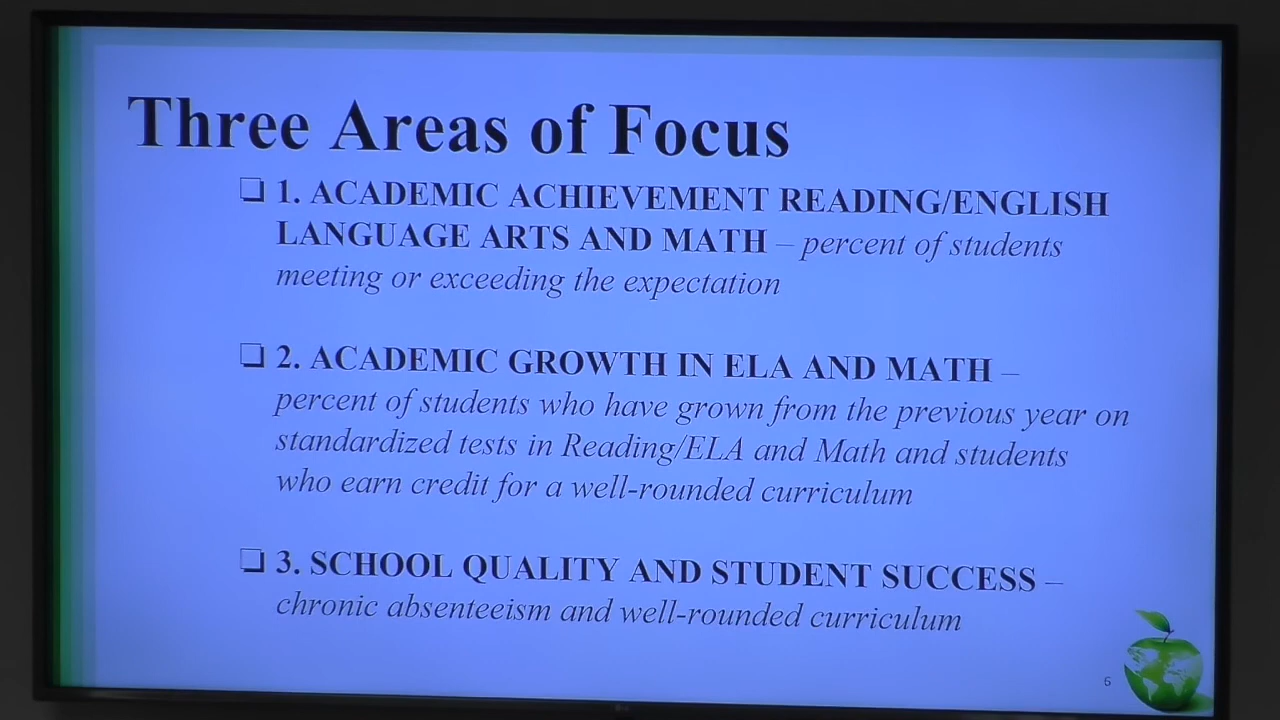 Three Areas of Focus
❑ 1. ACADEMIC ACHIEVEMENT READING/ENGLISH
LANGUAGE ARTS AND MATH – percent of students
meeting or exceeding the expectation
❑ 2. ACADEMIC GROWTH IN ELA AND MATH –
percent of students who have grown from the previous year on
standardized tests in Reading/ELA and Math and students
who earn credit for a well-rounded curriculum
❑ 3. SCHOOL QUALITY AND STUDENT SUCCESS –
chronic absenteeism and well-rounded curriculum